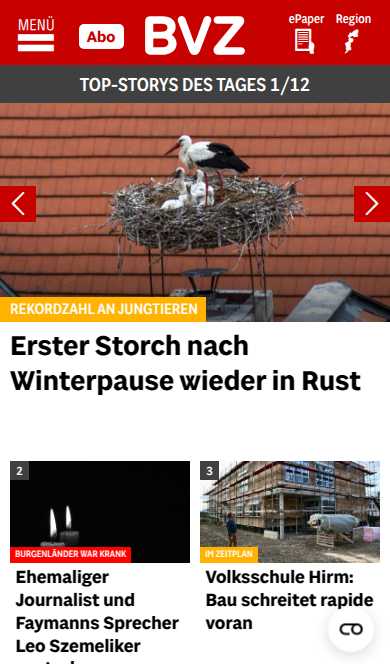 MENÜ
Abo
BVZ
ePaper
Region
TOP-STORYS DES TAGES 1/12
REKORDZAHL AN JUNGTIEREN
Erster Storch nach
Winterpause wieder in Rust
2
BURGENLÄNDER WAR KRANK
Ehemaliger
Journalist und
Faymanns Sprecher
Leo Szemeliker
3
IM ZEITPLAN
Volksschule Hirm:
Bau schreitet rapide
voran